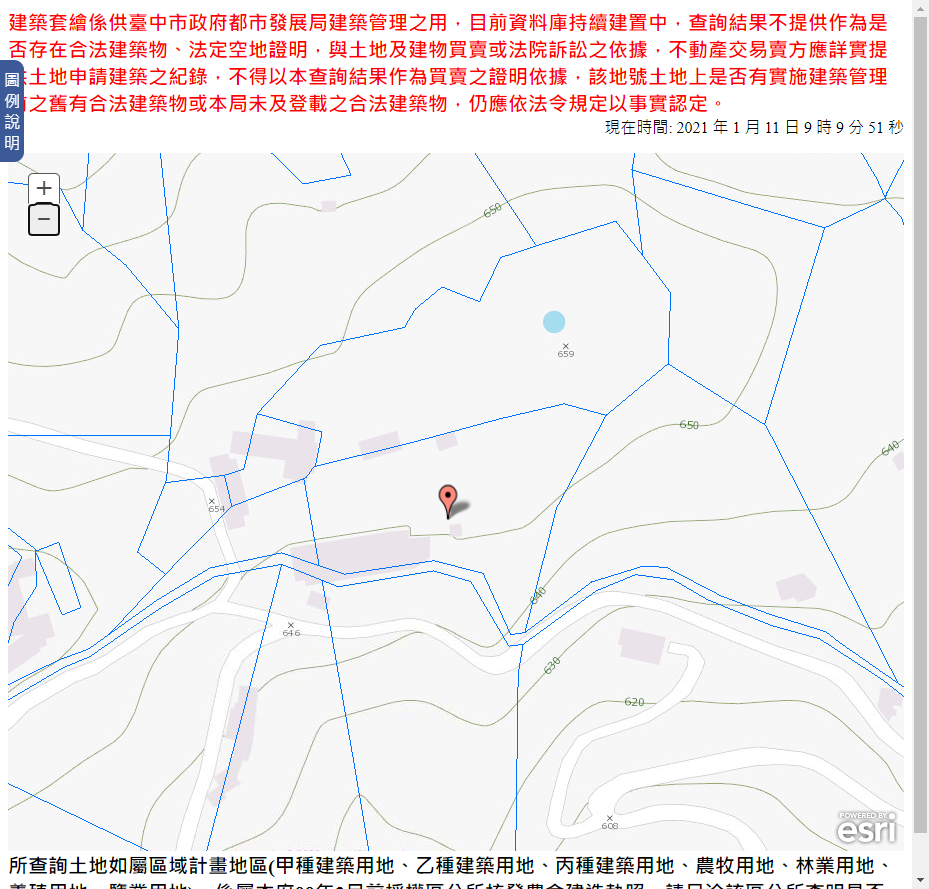 建築套繪係供臺中市政府都市發展局建築管理之用，目前資料庫持續建置中，查詢結果不提供作為是
否存在合法建築物、法定空地證明，與土地及建物買賣或法院訴訟之依據，不動產交易賣方應詳實提
土地申請建築之紀錄，不得以本查詢結果作為買賣之證明依據，該地號土地上是否有實施建築管理
之舊有合法建築物或本局未及登載之合法建築物，仍應依法令規定以事實認定。
圖例說明
現在時間: 2021 年 1 月 11 日 9 時 9 分 51 秒
+
−
650
659
650
640
654
640
646
630
620
608
POWERED BY
esri
所查詢土地如屬區域計畫地區(甲種建築用地、乙種建築用地、丙種建築用地、農牧用地、林業用地、